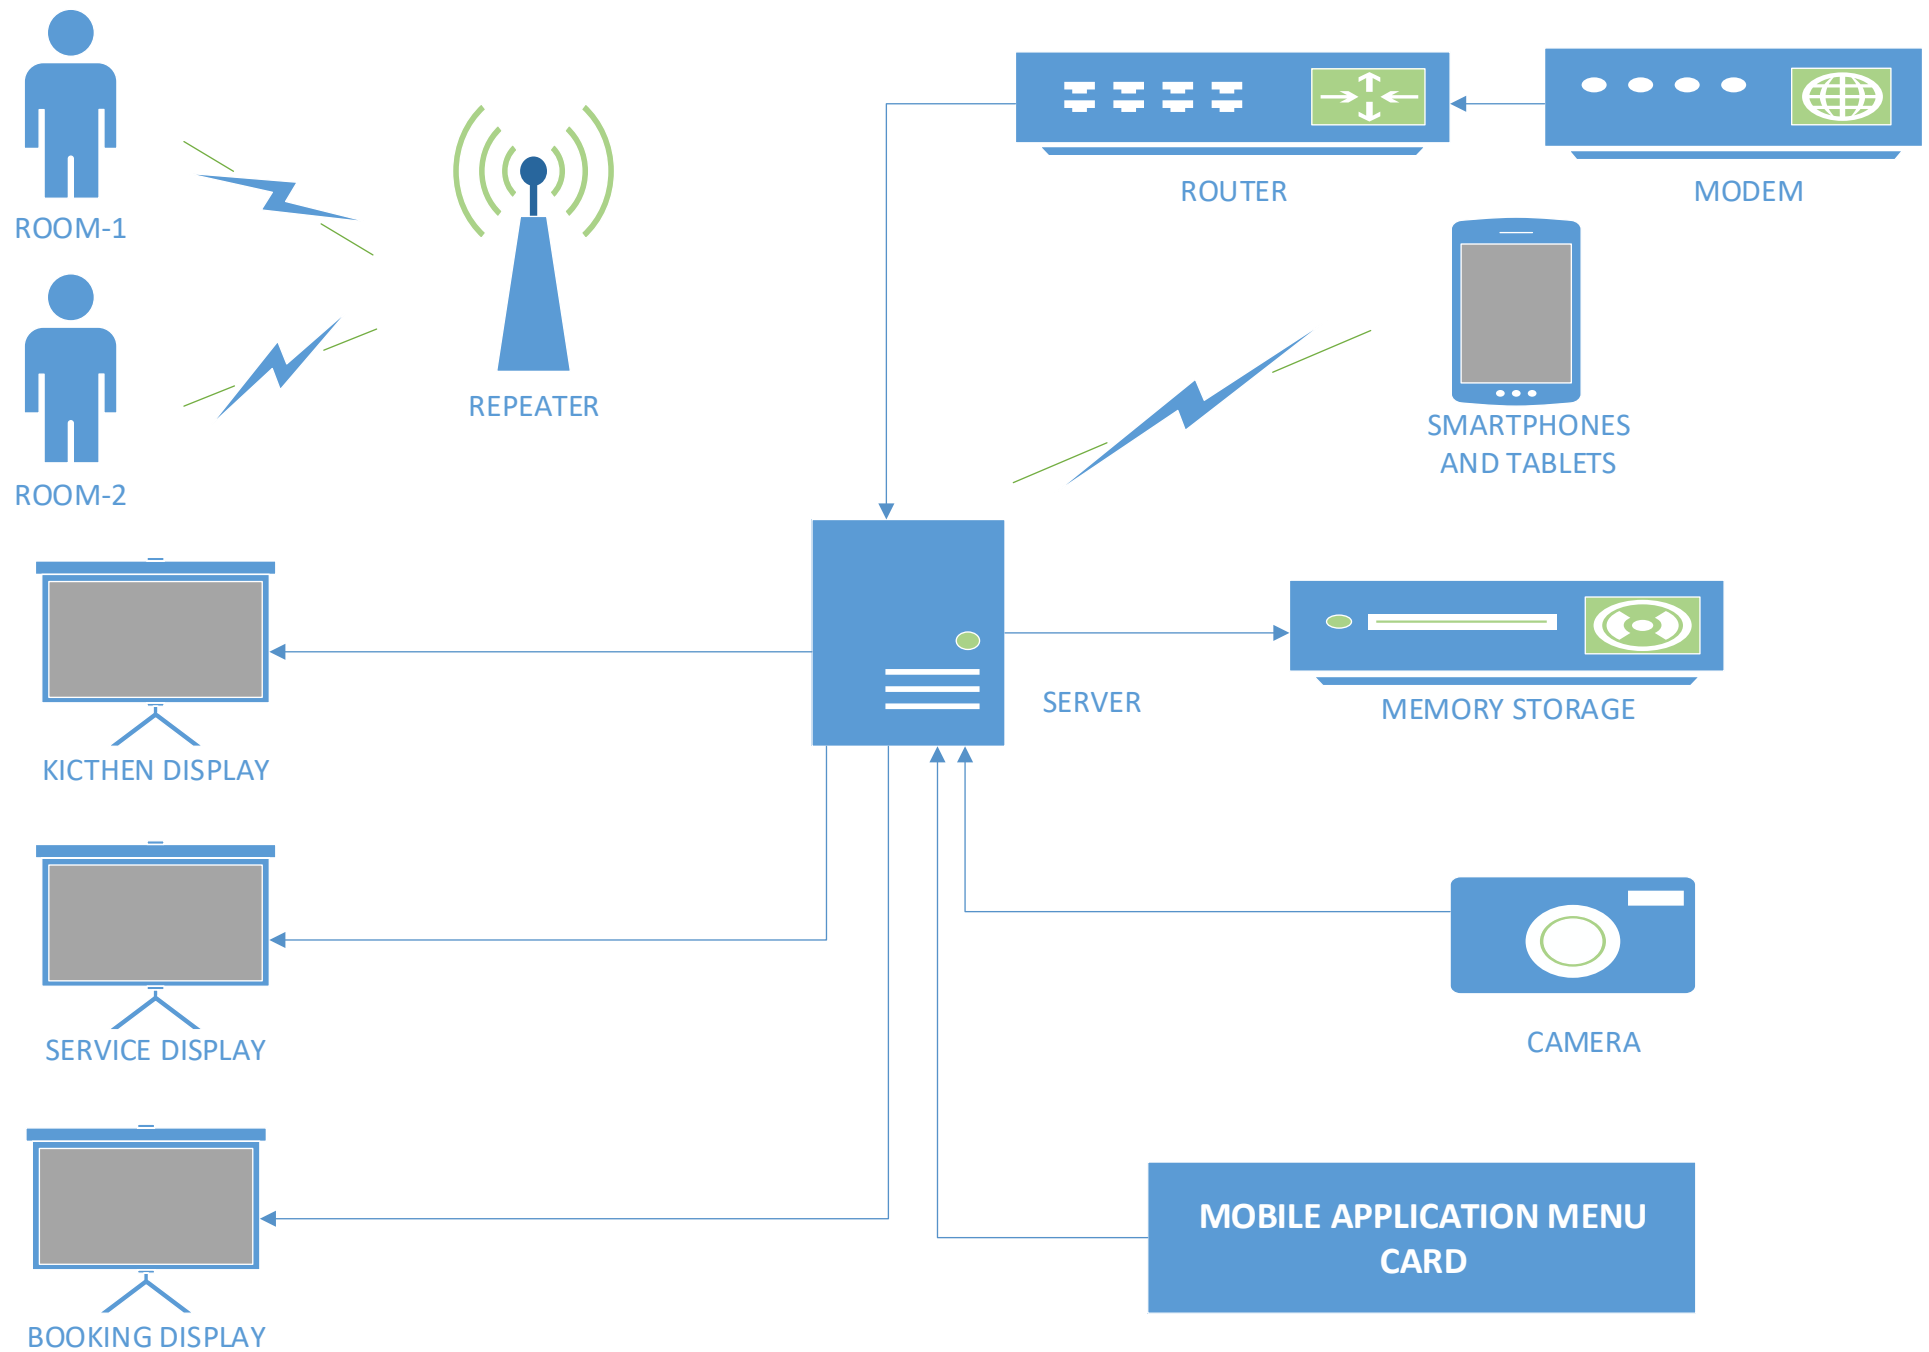 ROOM-1
ROUTER
MODEM
ROOM-2
REPEATER
SMARTPHONES
AND TABLETS
KICTHEN DISPLAY
SERVER
MEMORY STORAGE
SERVICE DISPLAY
CAMERA
MOBILE APPLICATION MENU
CARD
BOOKING DISPLAY